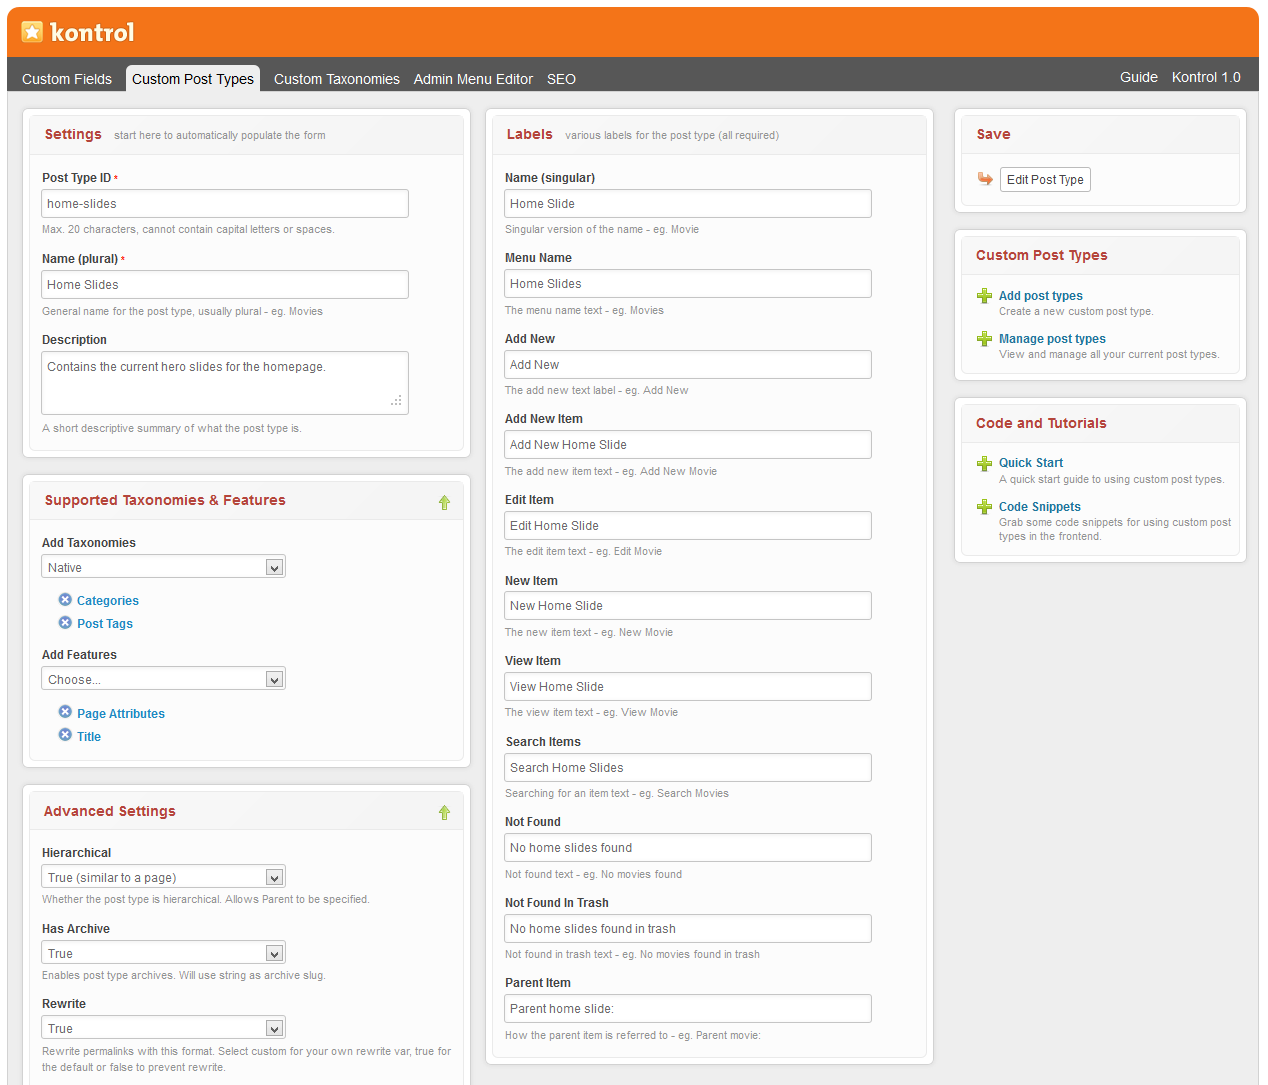 kontrol
Custom Fields
Custom Post Types
Custom Taxonomies
Admin Menu Editor
SEO
Guide
Kontrol 1.0
Settings start here to automatically populate the form
Post Type ID *
home-slides
Max. 20 characters, cannot contain capital letters or spaces.
Name (plural) *
Home Slides
General name for the post type, usually plural - eg. Movies
Description
Contains the current hero slides for the homepage.
A short descriptive summary of what the post type is.
Supported Taxonomies & Features
Add Taxonomies
Native
Categories
Post Tags
Add Features
Choose...
Page Attributes
Title
Advanced Settings
Hierarchical
True (similar to a page)
Whether the post type is hierarchical. Allows Parent to be specified.
Has Archive
True
Enables post type archives. Will use string as archive slug.
Rewrite
True
Rewrite permalinks with this format. Select custom for your own rewrite var, true for
the default or false to prevent rewrite.
Labels various labels for the post type (all required)
Name (singular)
Home Slide
Singular version of the name - eg. Movie
Menu Name
Home Slides
The menu name text - eg. Movies
Add New
Add New
The add new text label - eg. Add New
Add New Item
Add New Home Slide
The add new item text - eg. Add New Movie
Edit Item
Edit Home Slide
The edit item text - eg. Edit Movie
New Item
New Home Slide
The new item text - eg. New Movie
View Item
View Home Slide
The view item text - eg. View Movie
Search Items
Search Home Slides
Searching for an item text - eg. Search Movies
Not Found
No home slides found
Not found text - eg. No movies found
Not Found In Trash
No home slides found in trash
Not found in trash text - eg. No movies found in trash
Parent Item
Parent home slide:
How the parent item is referred to - eg. Parent movie:
Save
Edit Post Type
Custom Post Types
Add post types
Create a new custom post type.
Manage post types
View and manage all your current post types.
Code and Tutorials
Quick Start
A quick start guide to using custom post types.
Code Snippets
Grab some code snippets for using custom post
types in the frontend.